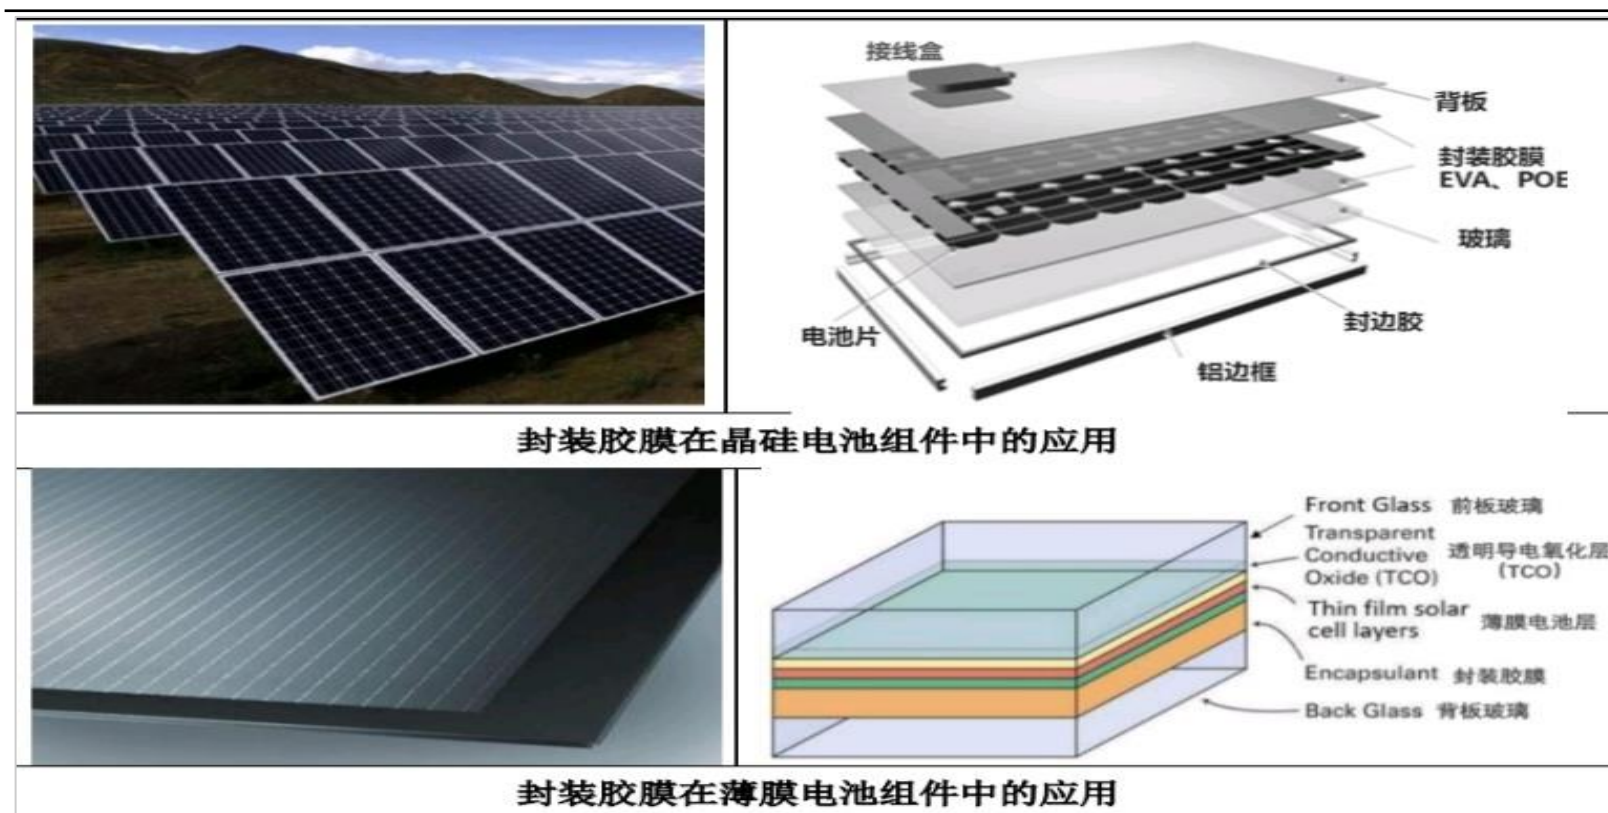 接线盒
背板
封装胶膜
EVA、POE
玻璃
封边胶
电池片
铝边框
封装胶膜在晶硅电池组件中的应用
Front Glass 前板玻璃
Transparent
Conductive 透明导电氧化层
Oxide (TCO) (TCO)
Thin film solar
cell layers 薄膜电池层
Encapsulant 封装胶膜
Back Glass 背板玻璃
封装胶膜在薄膜电池组件中的应用